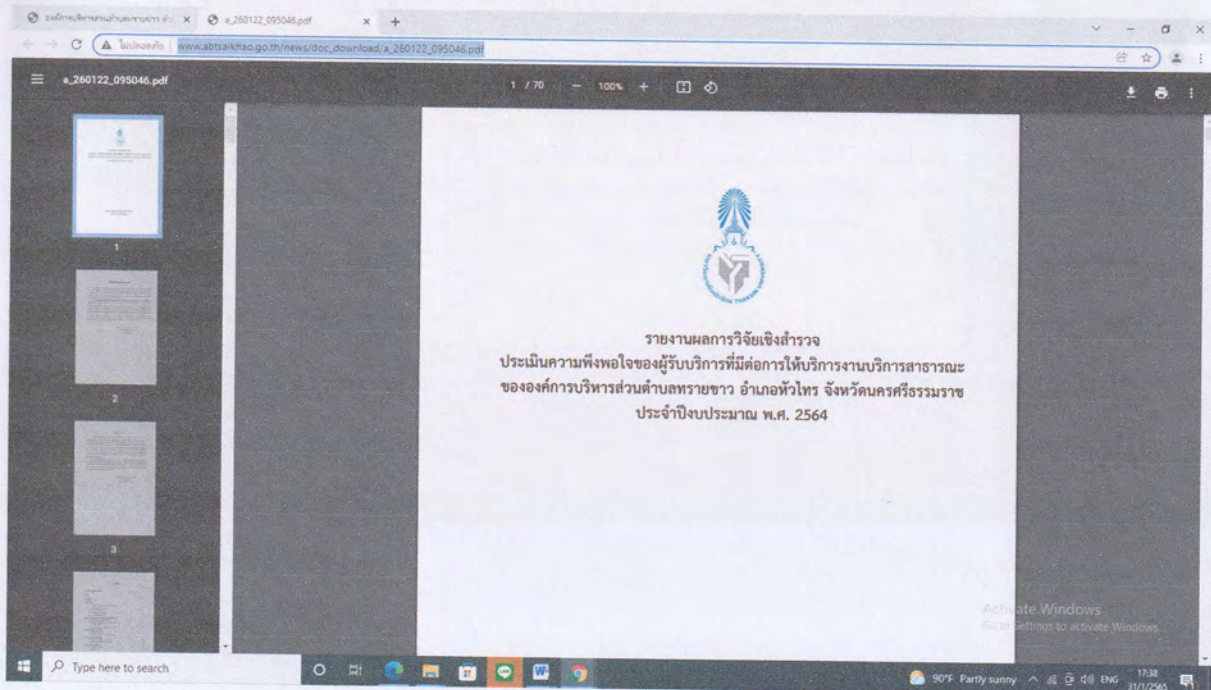 a_260122_095046.pdf
ไม่ปลอดภัย | www.abtsaikhao.go.th/news/doc_download/a_260122_095046.pdf
a_260122_095046.pdf
1 / 70
100%
1
2
3
รายงานผลการวิจัยเชิงสำรวจ
ประเมินความพึงพอใจของผู้รับบริการที่มีต่อการให้บริการงานบริการสาธารณะ
ขององค์การบริหารส่วนตำบลทรายขาว อำเภอหัวไทร จังหวัดนครศรีธรรมราช
ประจำปีงบประมาณ พ.ศ. 2564
Activate Windows
Go to Settings to activate Windows.
Type here to search
90°F Partly sunny
ENG
17:38
31/1/2565